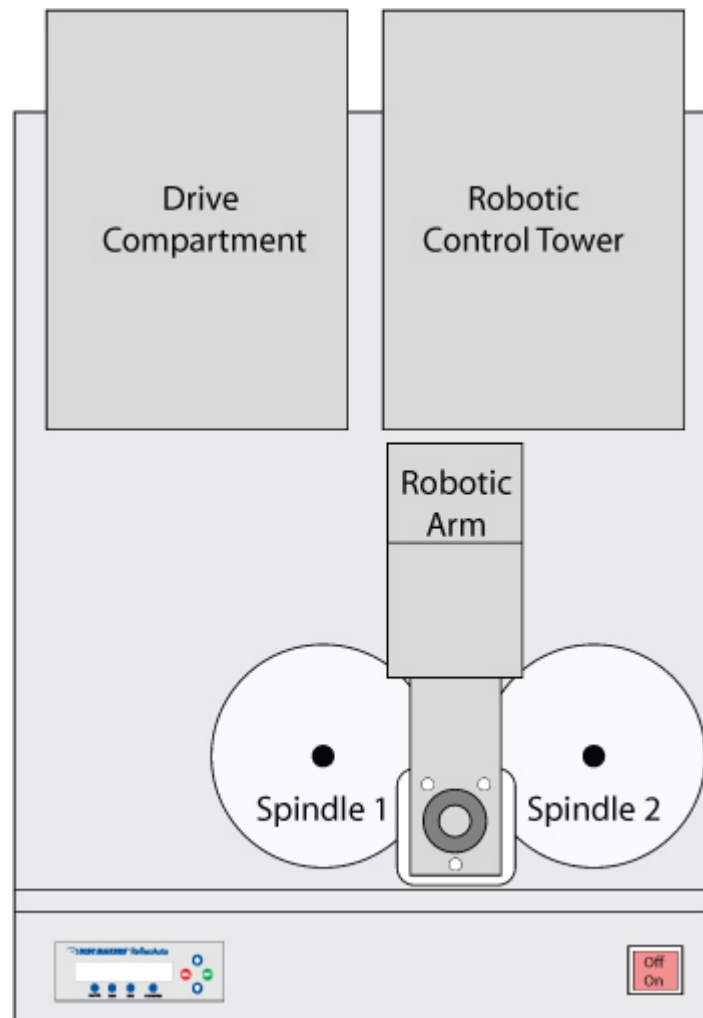 Drive
Compartment
Robotic
Control Tower
Robotic
Arm
Spindle 1
Spindle 2
Off
On